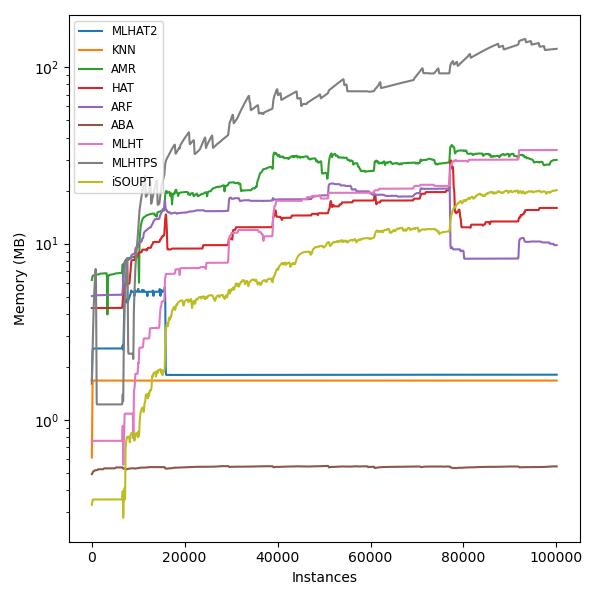 MLHAT2
KNN
AMR
HAT
ARF
ABA
MLHT
MLHTPS
iSOUPT
10²
10¹
10⁰
Memory (MB)
0 20000 40000 60000 80000 100000
Instances